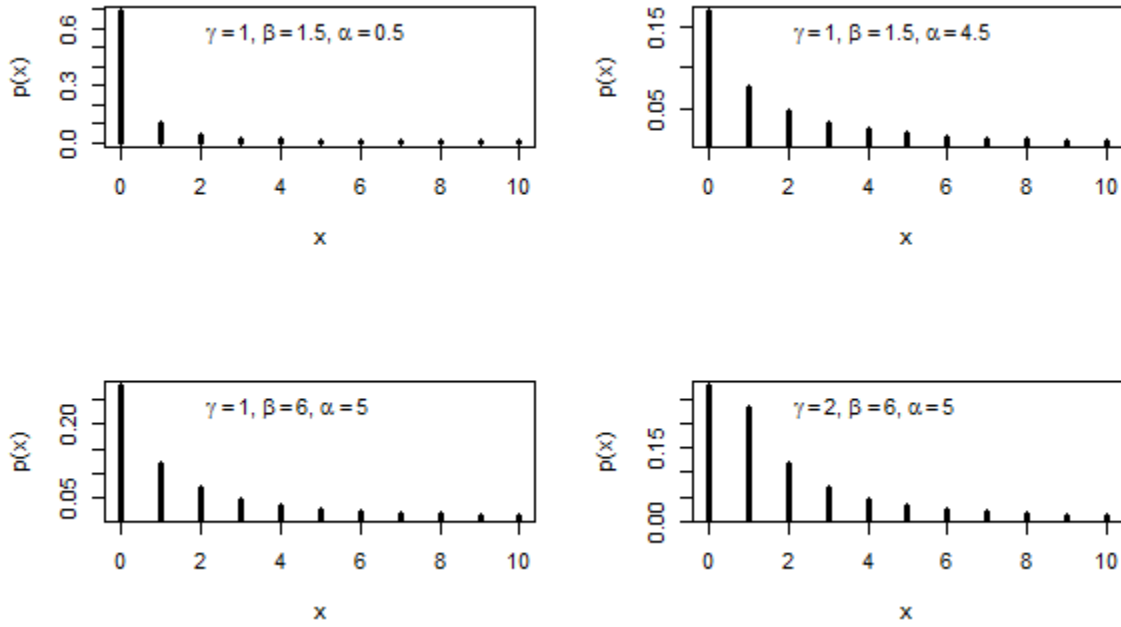 γ = 1, β = 1.5, α = 0.5
p(x)
0.0 0.3 0.6
0 2 4 6 8 10
x
γ = 1, β = 1.5, α = 4.5
p(x)
0.05 0.15
0 2 4 6 8 10
x
γ = 1, β = 6, α = 5
p(x)
0.05 0.20
0 2 4 6 8 10
x
γ = 2, β = 6, α = 5
p(x)
0.00 0.15
0 2 4 6 8 10
x